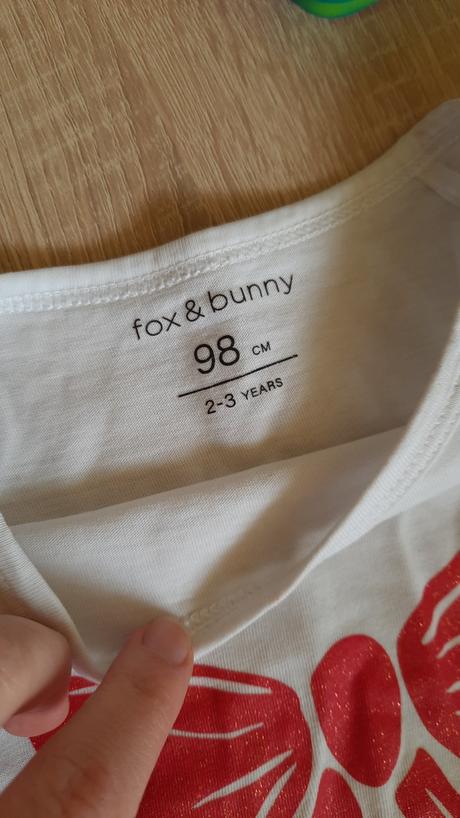 fox & bunny
98 CM
2-3 YEARS